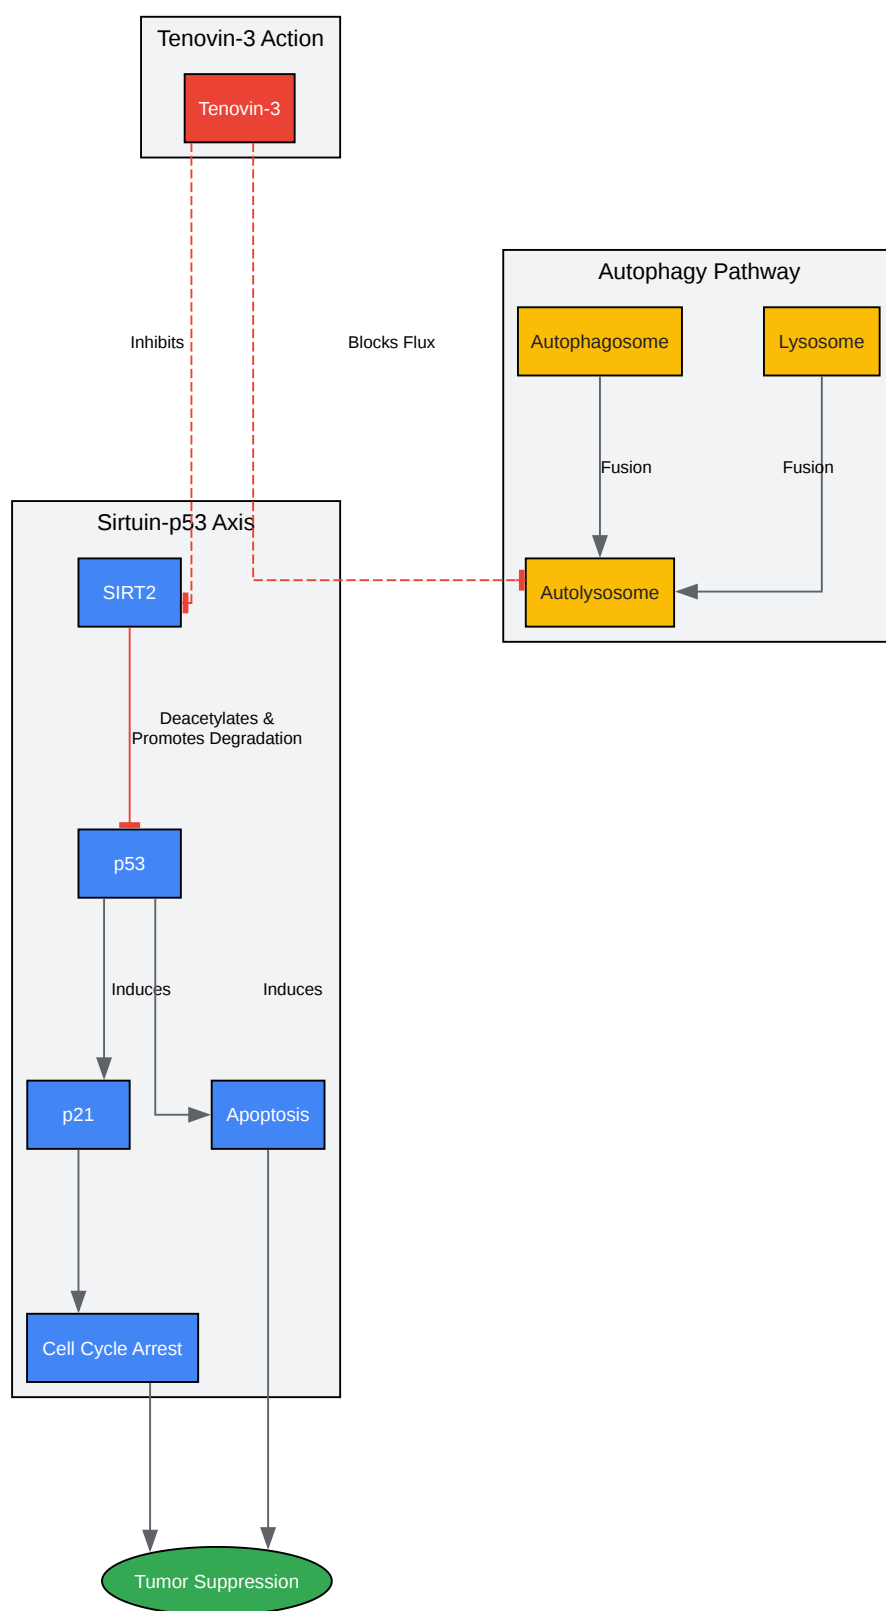 Tenovin-3 Action
Tenovin-3
Autophagy Pathway
Inhibits
Blocks Flux
Autophagosome
Lysosome
Fusion
Fusion
Sirtuin-p53 Axis
SIRT2
Autolysosome
Deacetylates &
Promotes Degradation
p53
Induces
Induces
p21
Apoptosis
Cell Cycle Arrest
Tumor Suppression